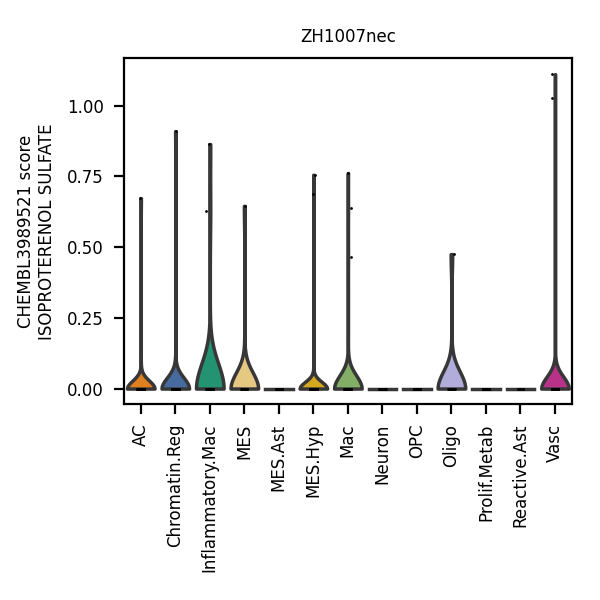 ZH1007nec
CHEMBL3989521 score
ISOPROTERENOL SULFATE
1.00
0.75
0.50
0.25
0.00
AC
Chromatin.Reg
Inflammatory.Mac
MES
MES.Ast
MES.Hyp
Mac
Neuron
OPC
Oligo
Prolif.Metab
Reactive.Ast
Vasc